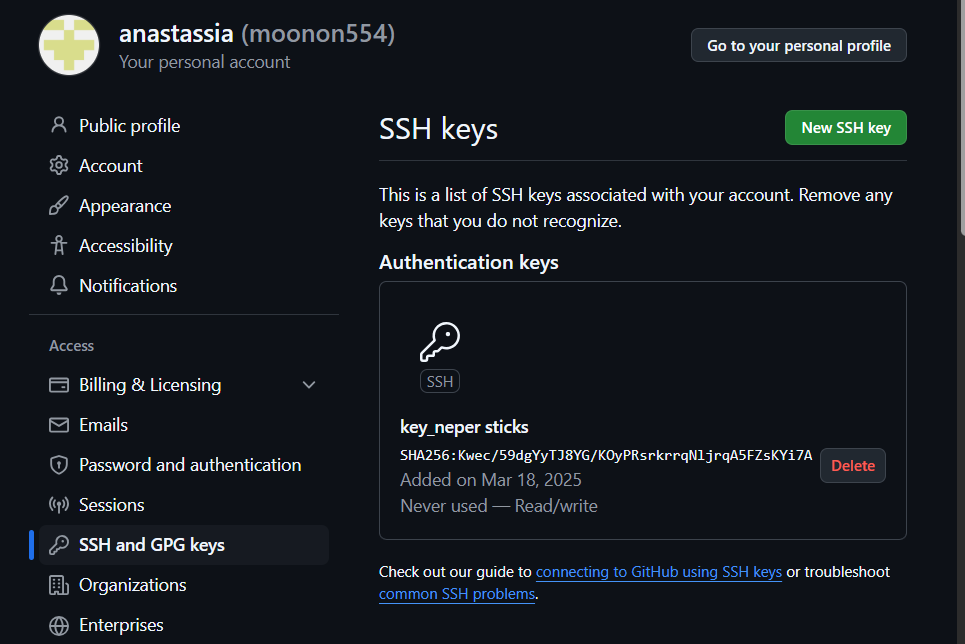 anastassia (moonon554)
Your personal account
Go to your personal profile
Public profile
Account
Appearance
Accessibility
Notifications
Access
Billing & Licensing
Emails
Password and authentication
Sessions
SSH and GPG keys
Organizations
Enterprises
SSH keys
New SSH key
This is a list of SSH keys associated with your account. Remove any
keys that you do not recognize.
Authentication keys
SSH
key_neper sticks
SHA256:Kwec/59dgYyTJ8YG/KOyPRsrkrrqNljrqA5FZsKYi7A
Added on Mar 18, 2025
Never used — Read/write
Delete
Check out our guide to connecting to GitHub using SSH keys or troubleshoot
common SSH problems.